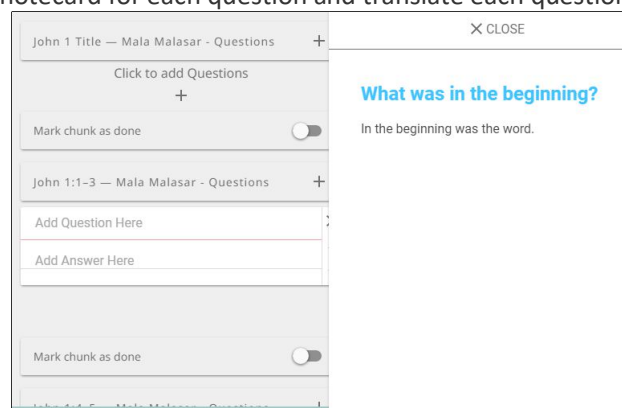 notecard for each question and translate each question
John 1 Title — Mala Malasar - Questions +
Click to add Questions
+
Mark chunk as done
John 1:1–3 — Mala Malasar - Questions +
Add Question Here
Add Answer Here
Mark chunk as done
CLOSE
What was in the beginning?
In the beginning was the word.